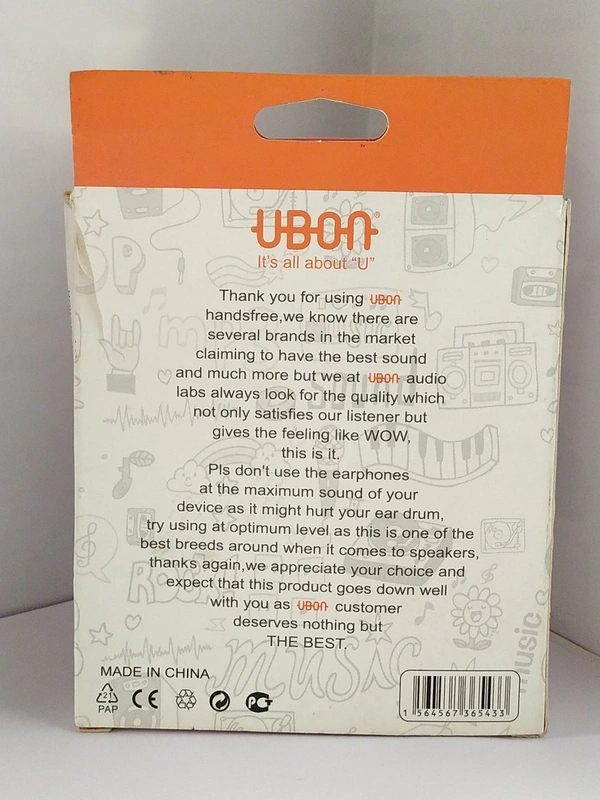 UBON®
It's all about "U"
Thank you for using UBON
handsfree,we know there are
several brands in the market
claiming to have the best sound
and much more but we at UBON audio
labs always look for the quality which
not only satisfies our listener but
gives the feeling like WOW,
this is it.
Pls don't use the earphones
at the maximum sound of your
device as it might hurt your ear drum,
try using at optimum level as this is one of the
best breeds around when it comes to speakers,
thanks again,we appreciate your choice and
expect that this product goes down well
with you as UBON customer
deserves nothing but
THE BEST.
MADE IN CHINA
21
PAP
CE
1 564567 365433
music
music